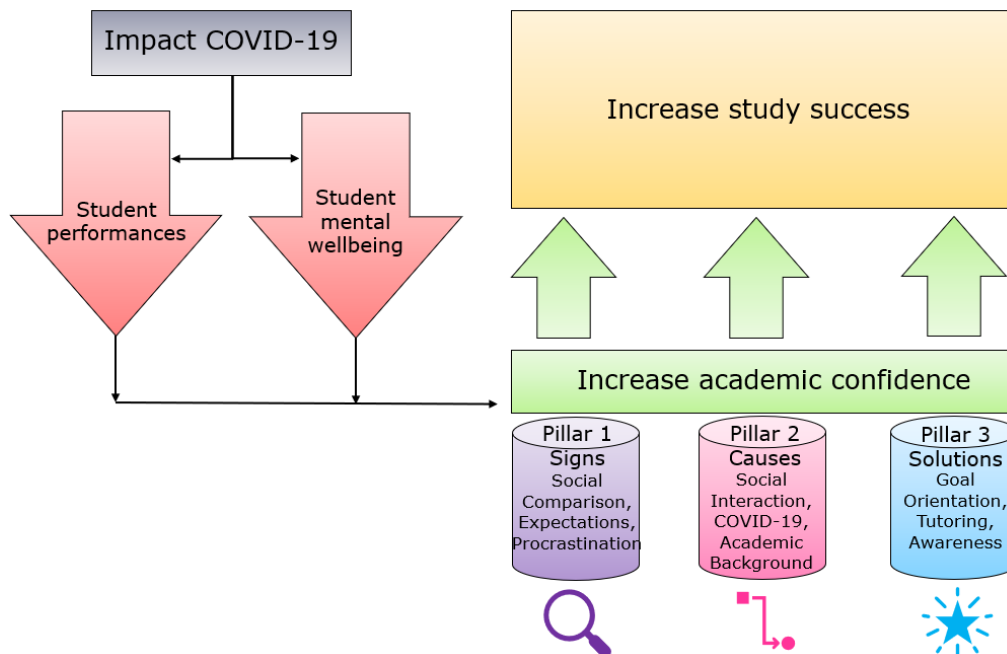 Impact COVID-19
Student
performances
Student
mental
wellbeing
Increase study success
Increase academic confidence
Pillar 1
Signs
Social
Comparison,
Expectations,
Procrastination
Pillar 2
Causes
Social
Interaction,
COVID-19,
Academic
Background
Pillar 3
Solutions
Goal
Orientation,
Tutoring,
Awareness